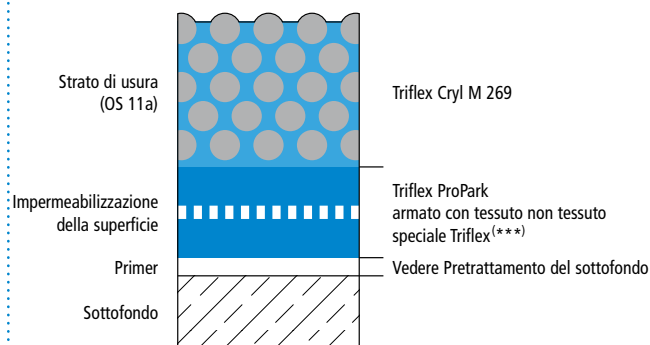 Strato di usura
(OS 11a)
Triflex Cryl M 269
Impermeabilizzazione
della superficie
Triflex ProPark
armato con tessuto non tessuto
speciale Triflex(***)
Primer
Vedere Pretrattamento del sottofondo
Sottofondo